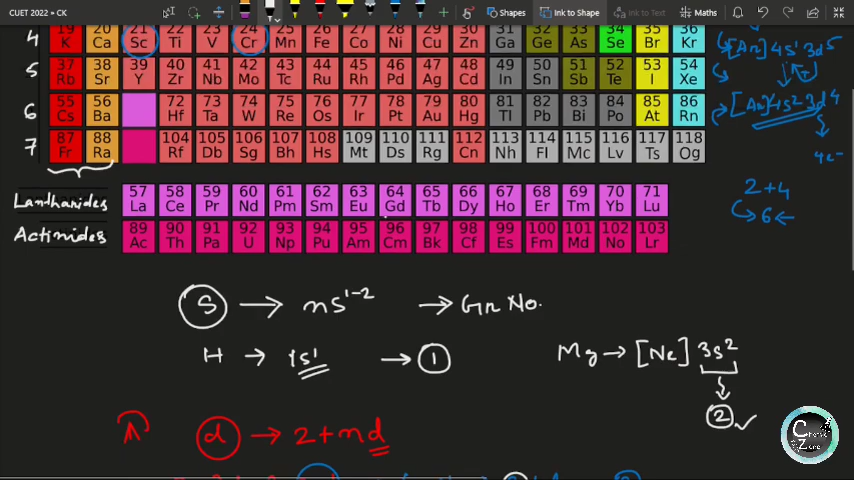 CUET 2022 • CK
Shapes
Ink to Shape
Ink to Text
Maths
4 19 K 20 Ca 21 Sc 22 Ti 23 V 24 Cr 25 Mn 26 Fe 27 Co 28 Ni 29 Cu 30 Zn 31 Ga 32 Ge 33 As 34 Se 35 Br 36 Kr
5 37 Rb 38 Sr 39 Y 40 Zr 41 Nb 42 Mo 43 Tc 44 Ru 45 Rh 46 Pd 47 Ag 48 Cd 49 In 50 Sn 51 Sb 52 Te 53 I 54 Xe
6 55 Cs 56 Ba 72 Hf 73 Ta 74 W 75 Re 76 Os 77 Ir 78 Pt 79 Au 80 Hg 81 Tl 82 Pb 83 Bi 84 Po 85 At 86 Rn
7 87 Fr 88 Ra 104 Rf 105 Db 106 Sg 107 Bh 108 Hs 109 Mt 110 Ds 111 Rg 112 Cn 113 Nh 114 Fl 115 Mc 116 Lv 117 Ts 118 Og
[Ar] 4s¹ 3d⁵
[Ar] 4s² 3d⁴
4e-
2+4
6 ←
Lanthanides 57 La 58 Ce 59 Pr 60 Nd 61 Pm 62 Sm 63 Eu 64 Gd 65 Tb 66 Dy 67 Ho 68 Er 69 Tm 70 Yb 71 Lu
Actinides 89 Ac 90 Th 91 Pa 92 U 93 Np 94 Pu 95 Am 96 Cm 97 Bk 98 Cf 99 Es 100 Fm 101 Md 102 No 103 Lr
S → ns¹⁻² → Gr No.
H → 1s¹ → 1
Mg → [Ne] 3s²
2 ✓
d → 2 + nd